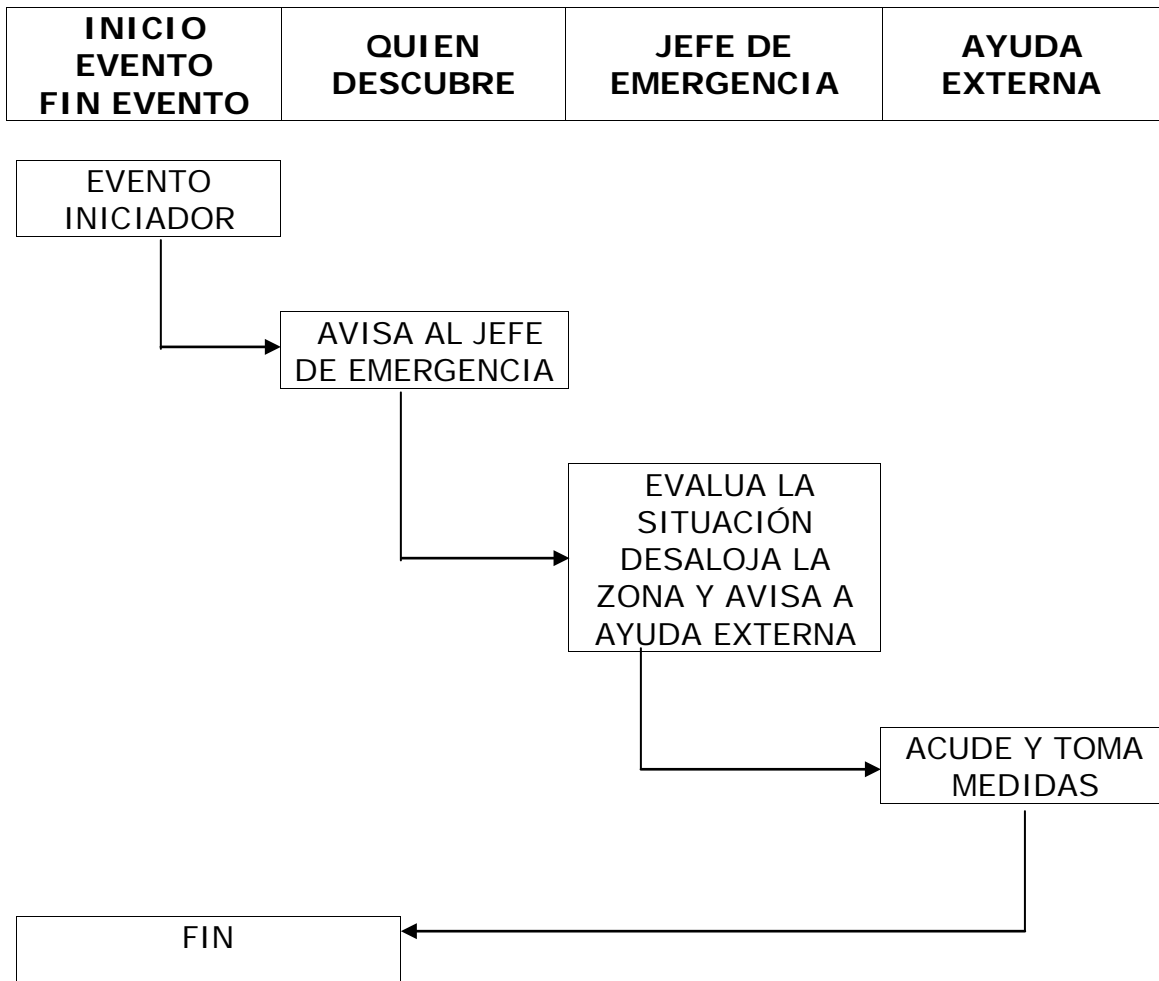 INICIO
EVENTO
FIN EVENTO
QUIEN
DESCUBRE
JEFE DE
EMERGENCIA
AYUDA
EXTERNA
EVENTO
INICIADOR
AVISA AL JEFE
DE EMERGENCIA
EVALUA LA
SITUACIÓN
DESALOJA LA
ZONA Y AVISA A
AYUDA EXTERNA
ACUDE Y TOMA
MEDIDAS
FIN